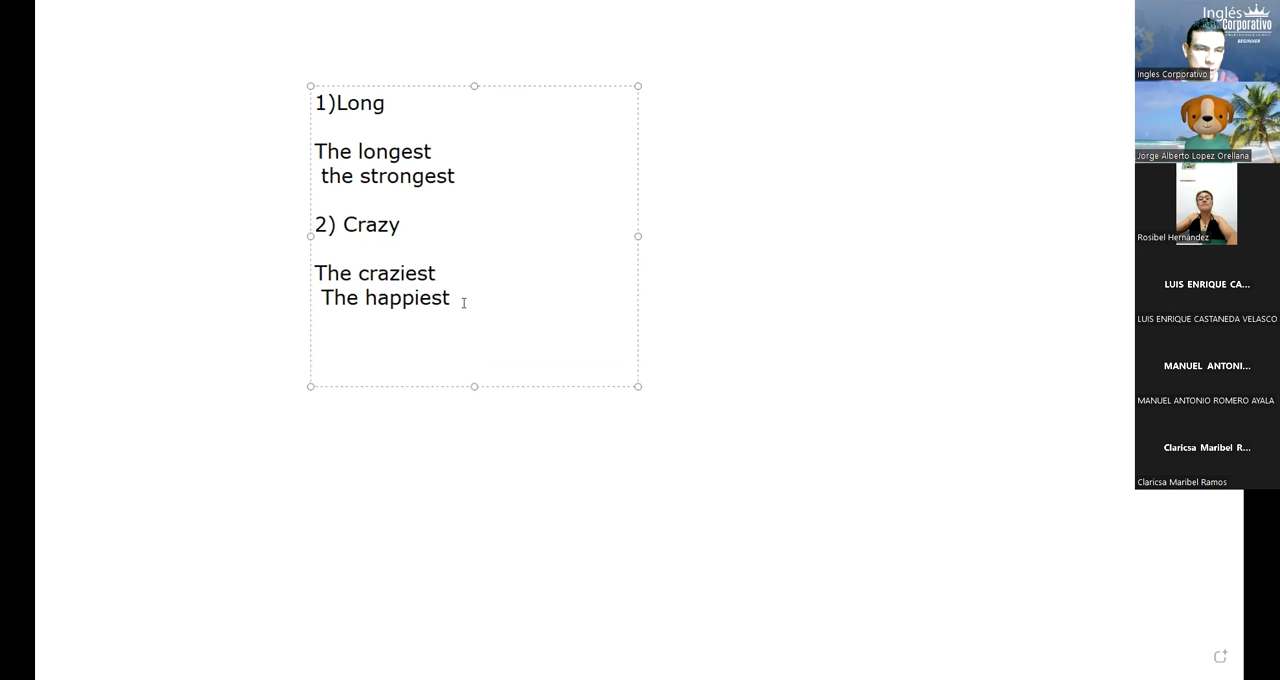 1)Long
The longest
the strongest
2) Crazy
The craziest
The happiest
Inglés
Corporativo
BEGINNER
Ingles Corporativo
Jorge Alberto Lopez Orellana
Rosibel Hernández
LUIS ENRIQUE CA...
LUIS ENRIQUE CASTANEDA VELASCO
MANUEL ANTONI...
MANUEL ANTONIO ROMERO AYALA
Claricsa Maribel R...
Claricsa Maribel Ramos